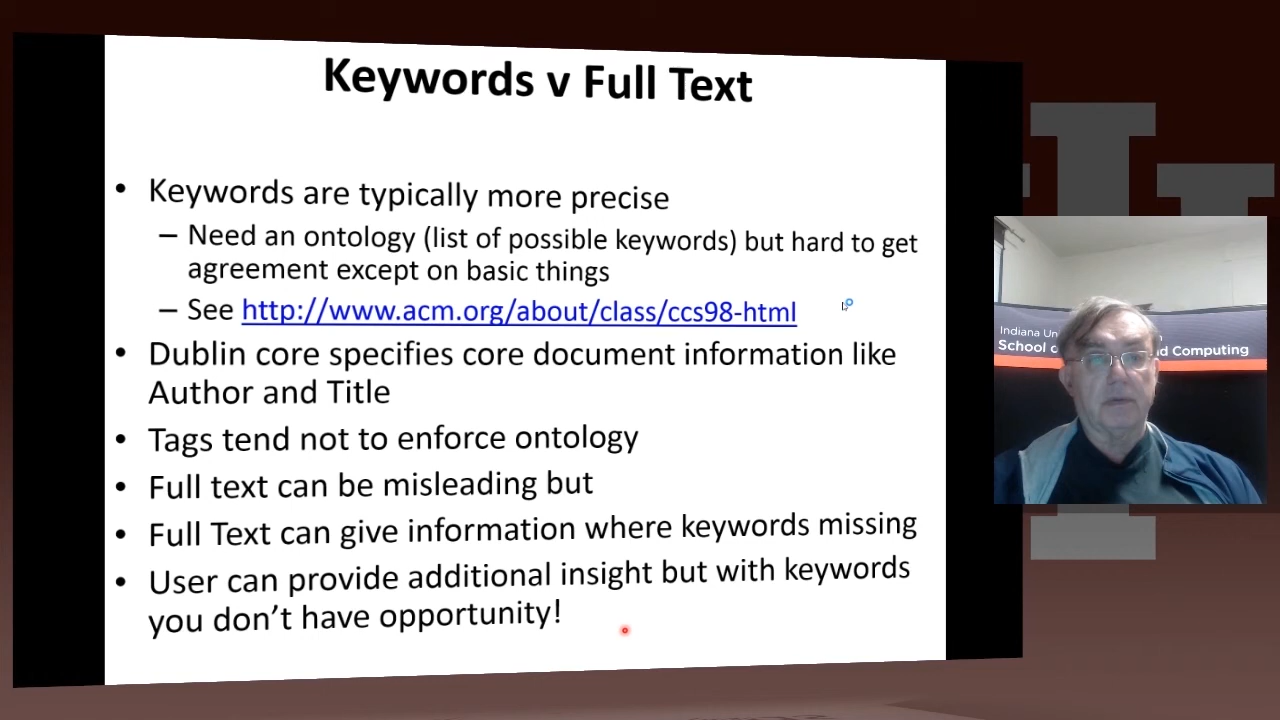 Keywords v Full Text
• Keywords are typically more precise
– Need an ontology (list of possible keywords) but hard to get
agreement except on basic things
– See http://www.acm.org/about/class/ccs98-html
• Dublin core specifies core document information like
Author and Title
• Tags tend not to enforce ontology
• Full text can be misleading but
• Full Text can give information where keywords missing
• User can provide additional insight but with keywords
you don’t have opportunity!
Indiana
School
Computing